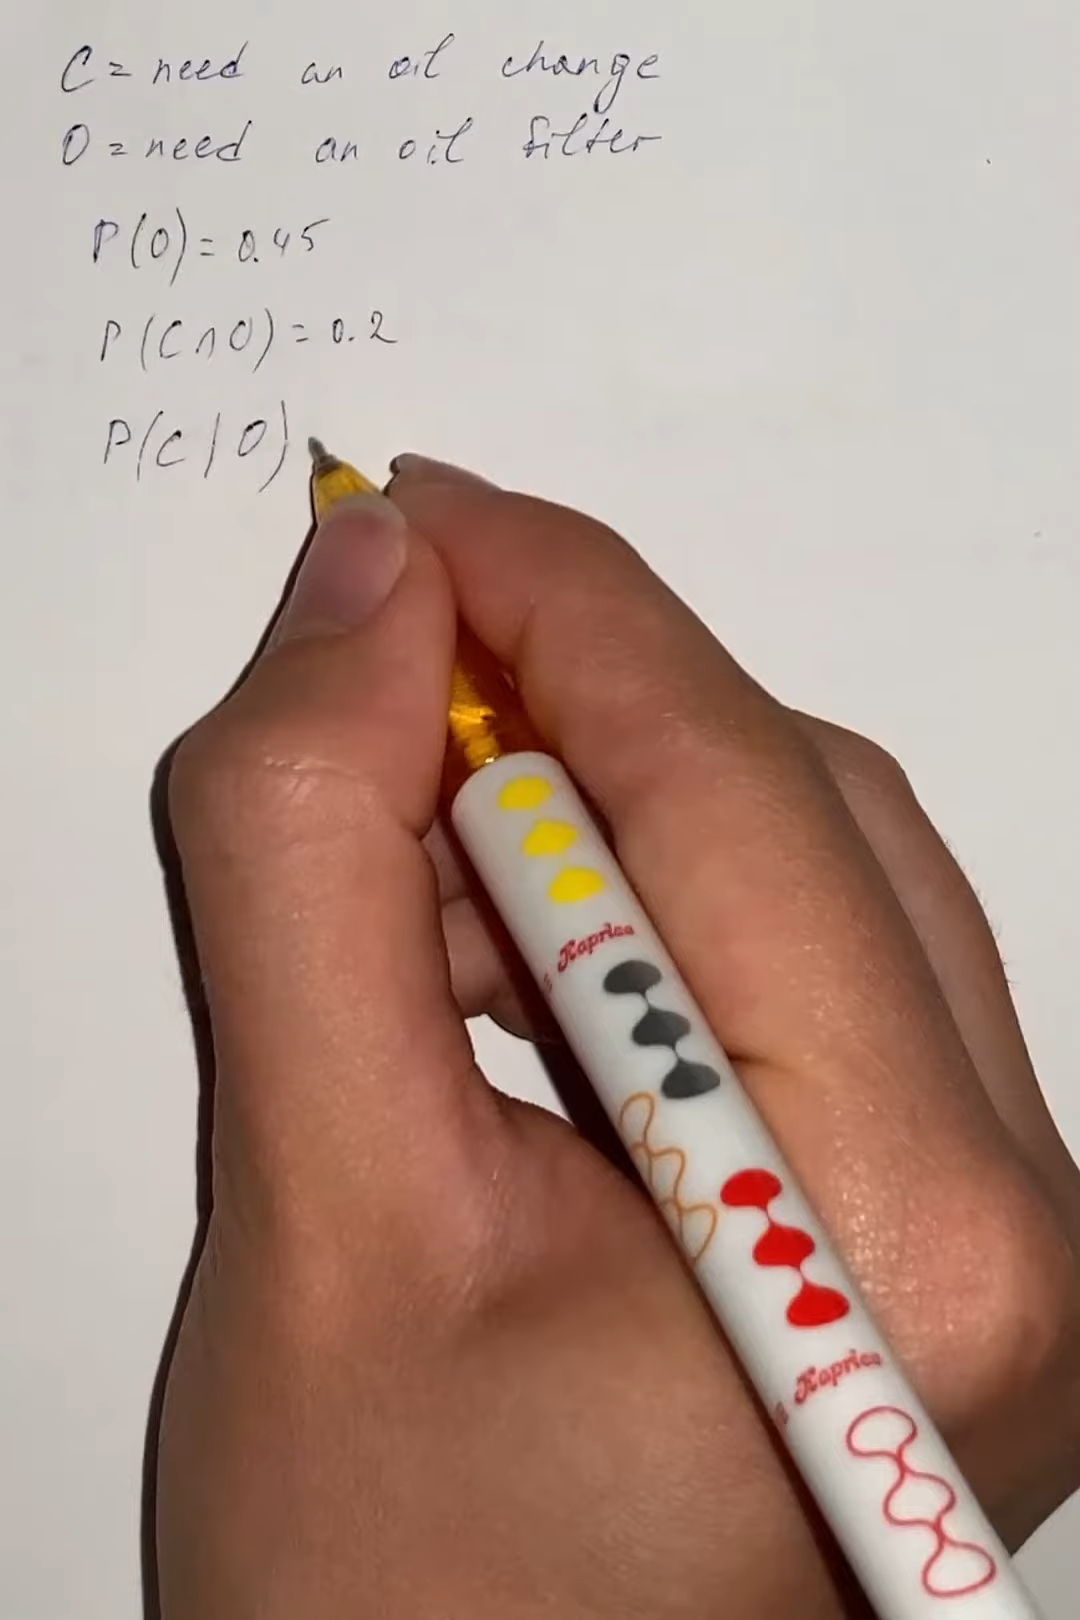 C = need an oil change
O = need an oil filter
P(O) = 0.45
P(C∩O) = 0.2
P(C|O)
Kaprice
Kaprice